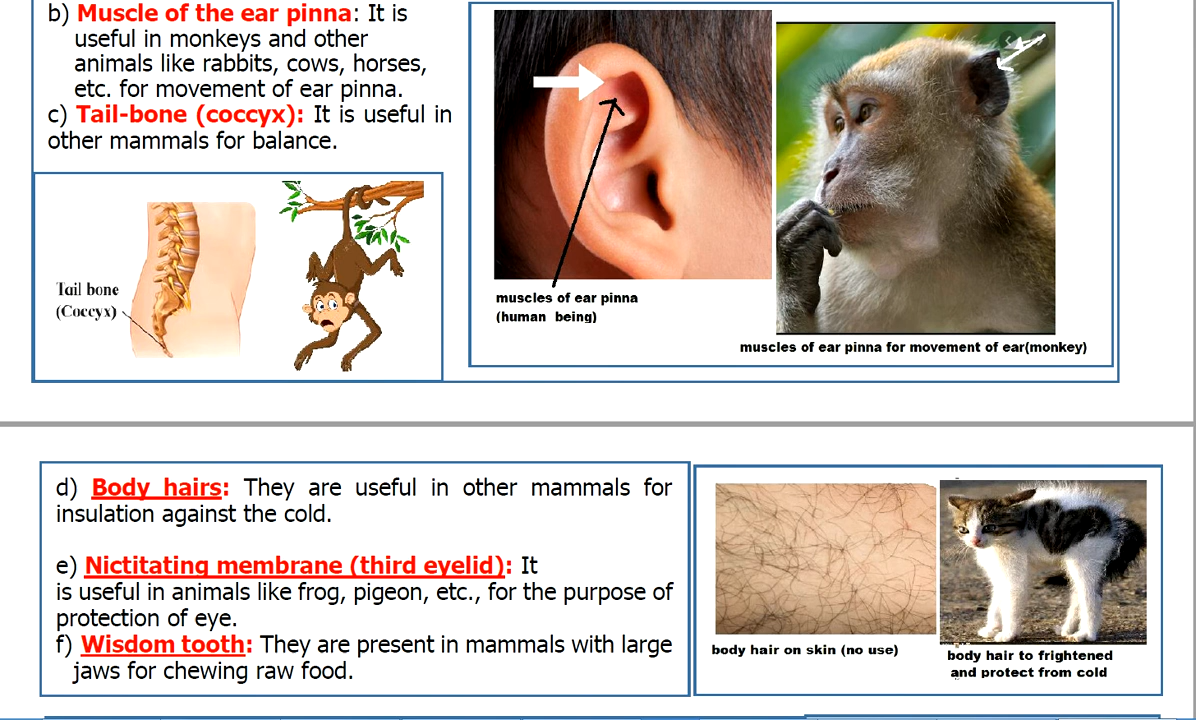 b) Muscle of the ear pinna: It is
useful in monkeys and other
animals like rabbits, cows, horses,
etc. for movement of ear pinna.
c) Tail-bone (coccyx): It is useful in
other mammals for balance.
Tail bone
(Coccyx)
muscles of ear pinna
(human being)
muscles of ear pinna for movement of ear(monkey)
d) Body hairs: They are useful in other mammals for
insulation against the cold.
e) Nictitating membrane (third eyelid): It
is useful in animals like frog, pigeon, etc., for the purpose of
protection of eye.
f) Wisdom tooth: They are present in mammals with large
jaws for chewing raw food.
body hair on skin (no use)
body hair to frightened
and protect from cold